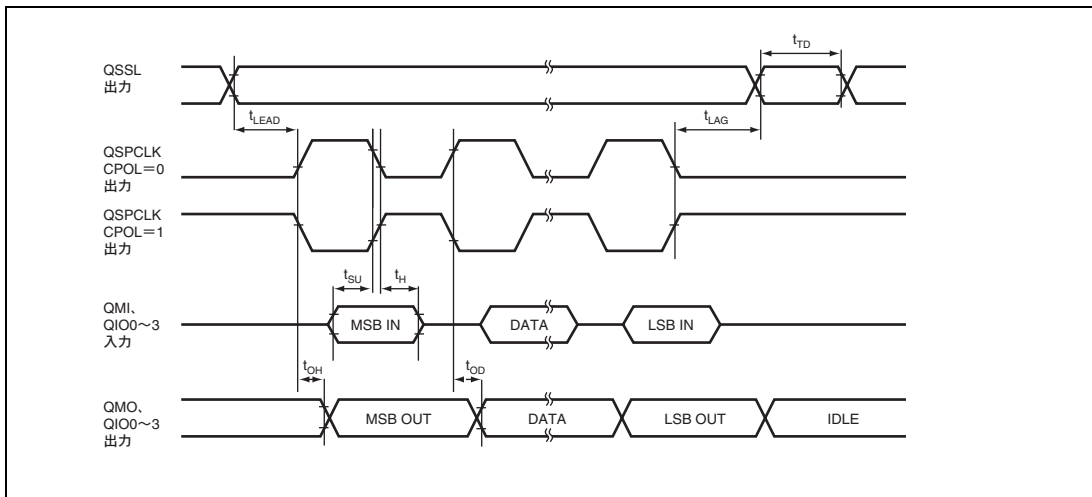 t_TD
QSSL
出力
t_LEAD
t_LAG
QSPCLK
CPOL＝0
出力
QSPCLK
CPOL＝1
出力
t_SU
t_H
QMI、
QIO0～3
入力
MSB IN
DATA
LSB IN
t_OH
t_OD
QMO、
QIO0～3
出力
MSB OUT
DATA
LSB OUT
IDLE